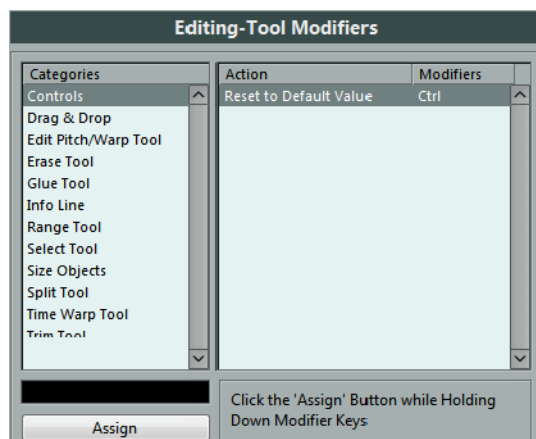 Editing-Tool Modifiers
Categories
Controls
Drag & Drop
Edit Pitch/Warp Tool
Erase Tool
Glue Tool
Info Line
Range Tool
Select Tool
Size Objects
Split Tool
Time Warp Tool
Trim Tool
Action Modifiers
Reset to Default Value Ctrl
Click the 'Assign' Button while Holding
Down Modifier Keys
Assign